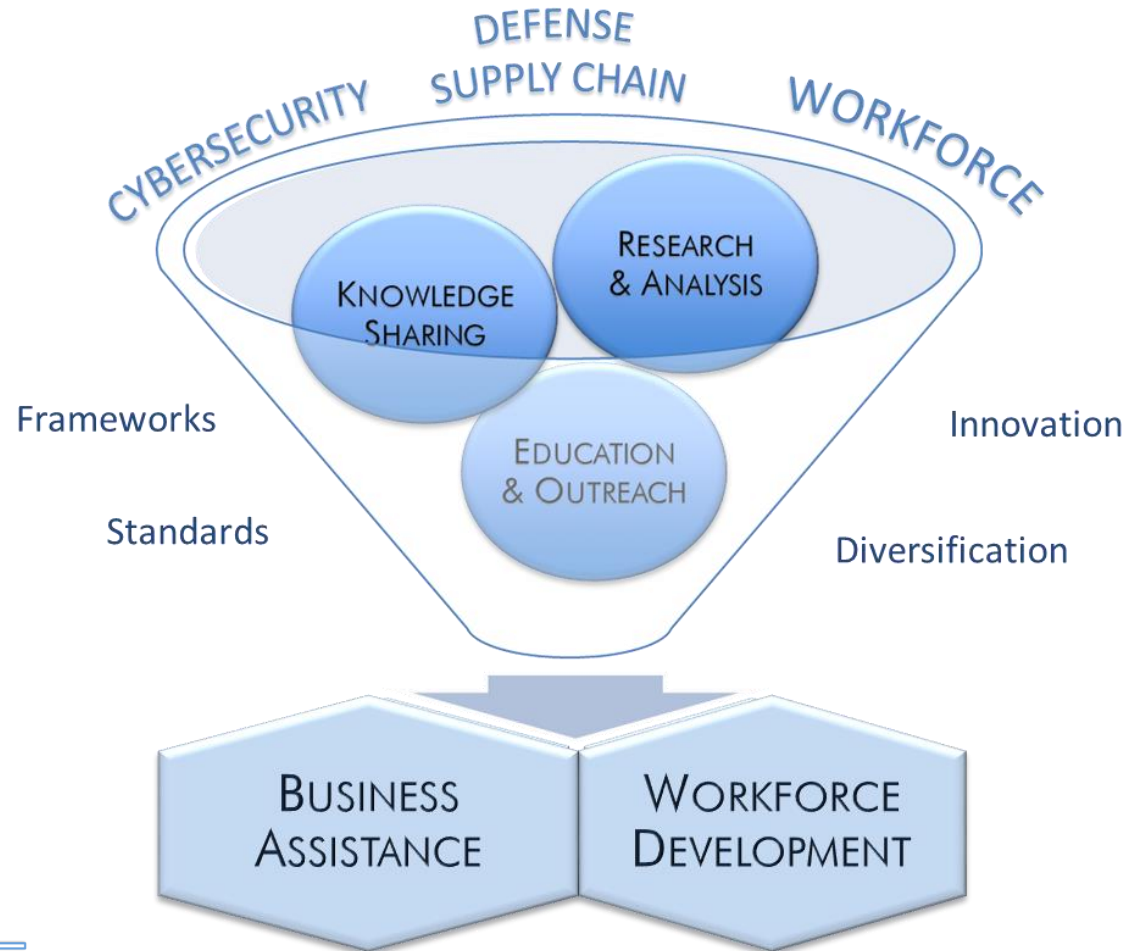 DEFENSE
SUPPLY CHAIN
CYBERSECURITY
WORKFORCE
RESEARCH
& ANALYSIS
KNOWLEDGE
SHARING
Frameworks
Innovation
EDUCATION
& OUTREACH
Standards
Diversification
BUSINESS
ASSISTANCE
WORKFORCE
DEVELOPMENT